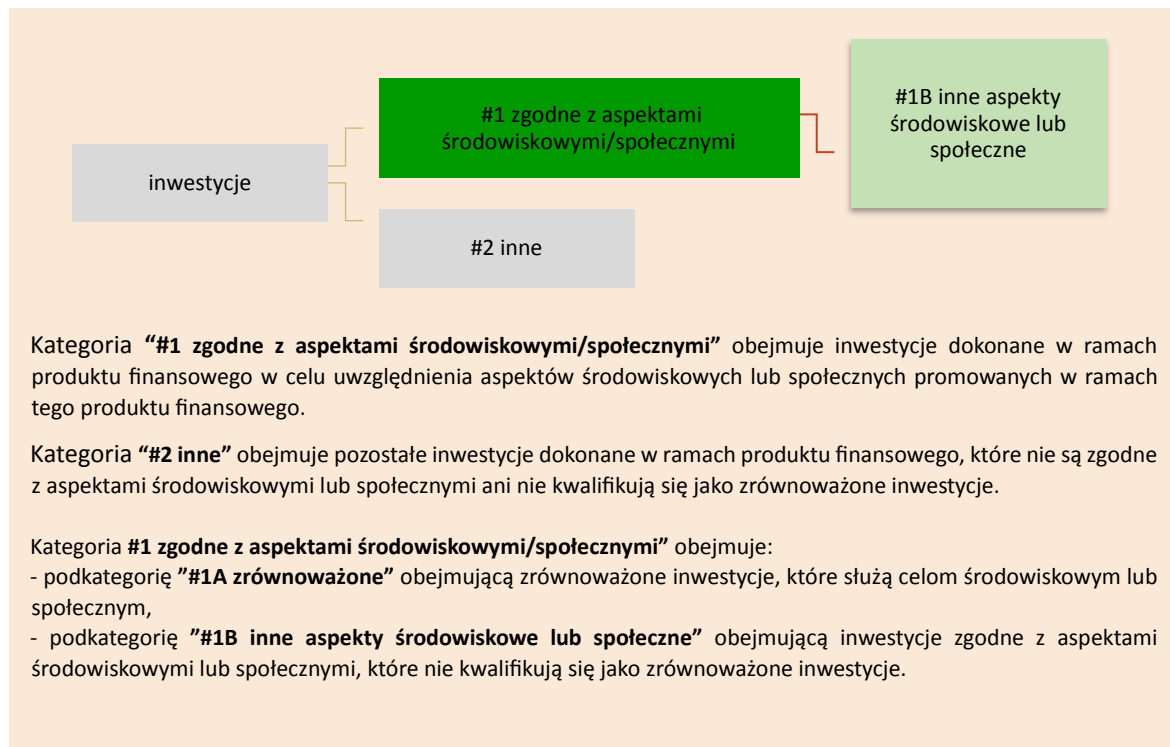 #1 zgodne z aspektami
środowiskowymi/społecznymi
#1B inne aspekty
środowiskowe lub
społeczne
inwestycje
#2 inne
Kategoria “#1 zgodne z aspektami środowiskowymi/społecznymi” obejmuje inwestycje dokonane w ramach
produktu finansowego w celu uwzględnienia aspektów środowiskowych lub społecznych promowanych w ramach
tego produktu finansowego.
Kategoria “#2 inne” obejmuje pozostałe inwestycje dokonane w ramach produktu finansowego, które nie są zgodne
z aspektami środowiskowymi lub społecznymi ani nie kwalifikują się jako zrównoważone inwestycje.
Kategoria #1 zgodne z aspektami środowiskowymi/społecznymi” obejmuje:
- podkategorię ”#1A zrównoważone” obejmującą zrównoważone inwestycje, które służą celom środowiskowym lub
społecznym,
- podkategorię ”#1B inne aspekty środowiskowe lub społeczne” obejmującą inwestycje zgodne z aspektami
środowiskowymi lub społecznymi, które nie kwalifikują się jako zrównoważone inwestycje.